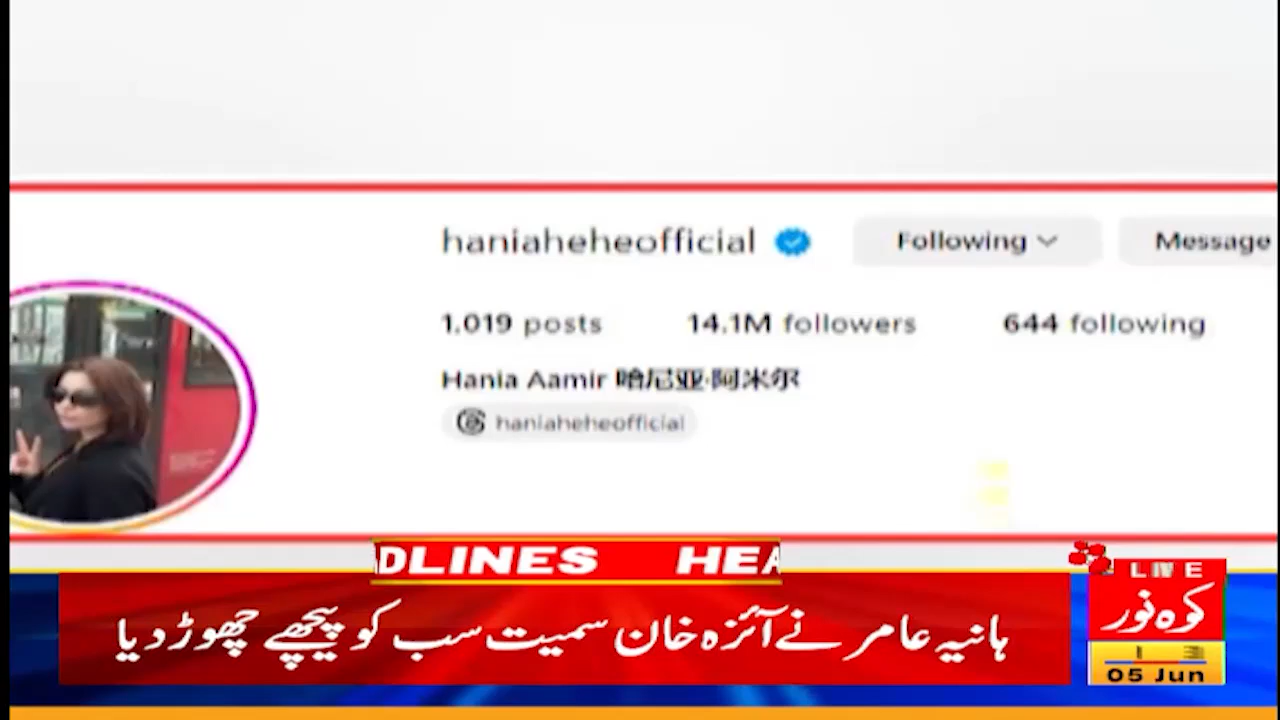 haniaheheofficial Following Message
1.019 posts 14.1M followers 644 following
Hania Aamir 哈尼亚·阿米尔
haniaheheofficial
DLINES HEA
LIVE
ہانیہ عامر نے آئزہ خان سمیت سب کو پیچھے چھوڑ دیا
کوہ نور
05 Jun